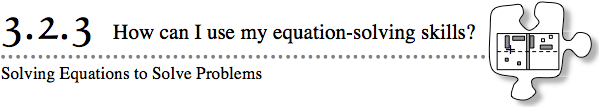 3.2.3 How can I use my equation-solving skills?
Solving Equations to Solve Problems